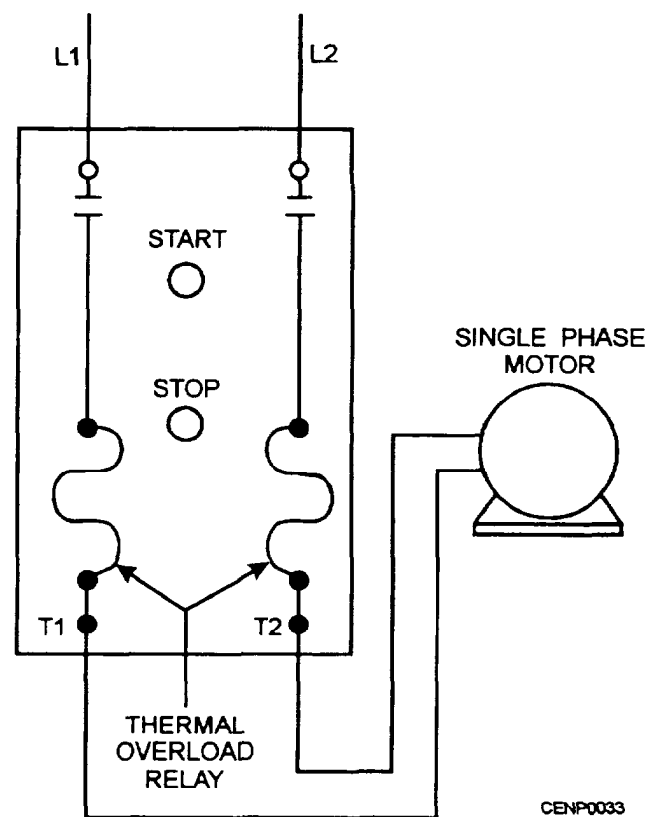 L1
L2
START
STOP
SINGLE PHASE
MOTOR
T1
T2
THERMAL
OVERLOAD
RELAY
CENP0033